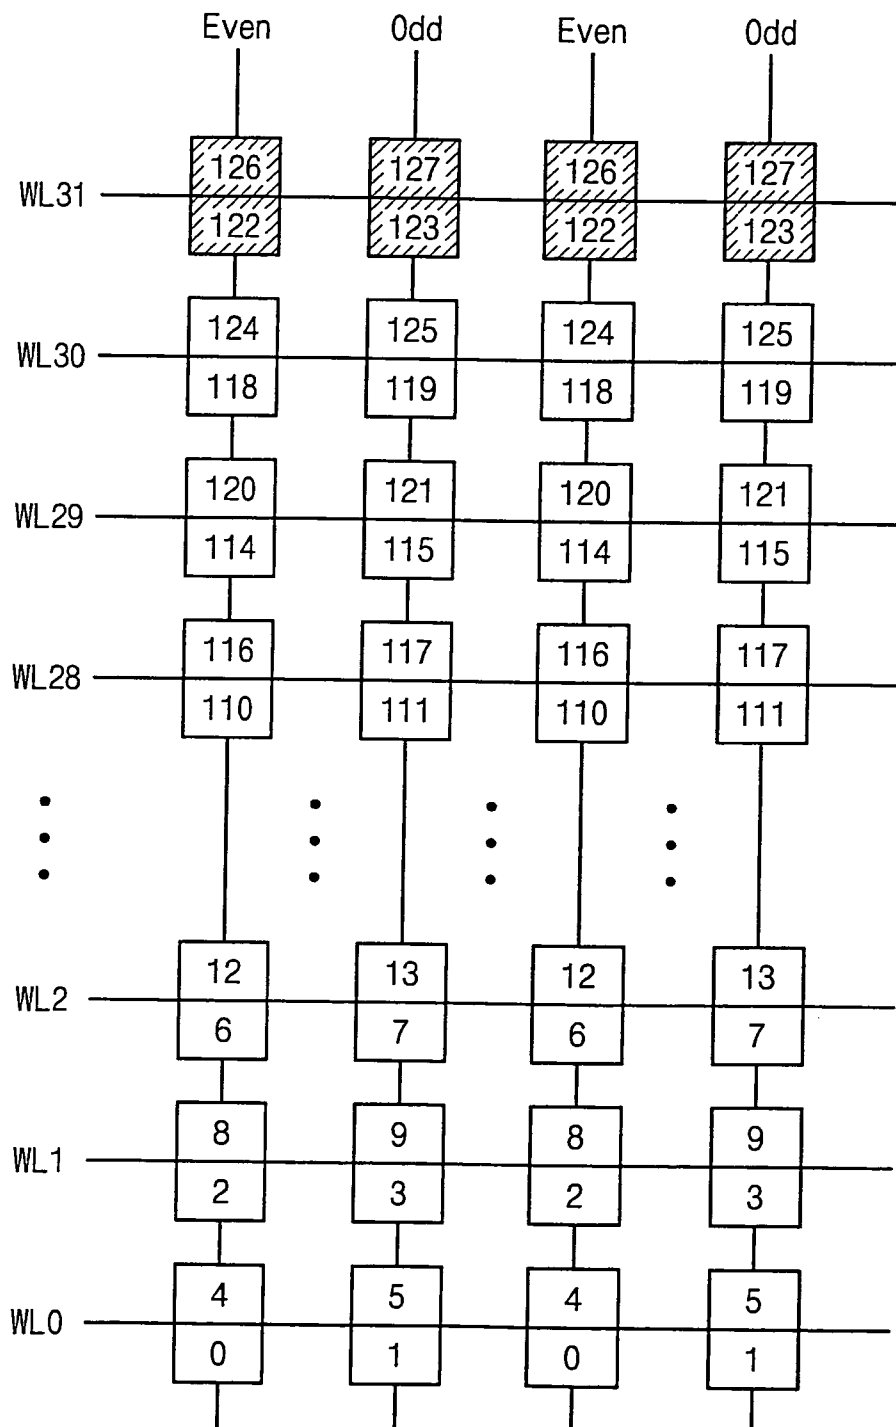 Even Odd Even Odd
126 127 126 127
WL31
122 123 122 123
124 125 124 125
WL30
118 119 118 119
120 121 120 121
WL29
114 115 114 115
116 117 116 117
WL28
110 111 110 111
12 13 12 13
WL2
6 7 6 7
8 9 8 9
WL1
2 3 2 3
4 5 4 5
WL0
0 1 0 1